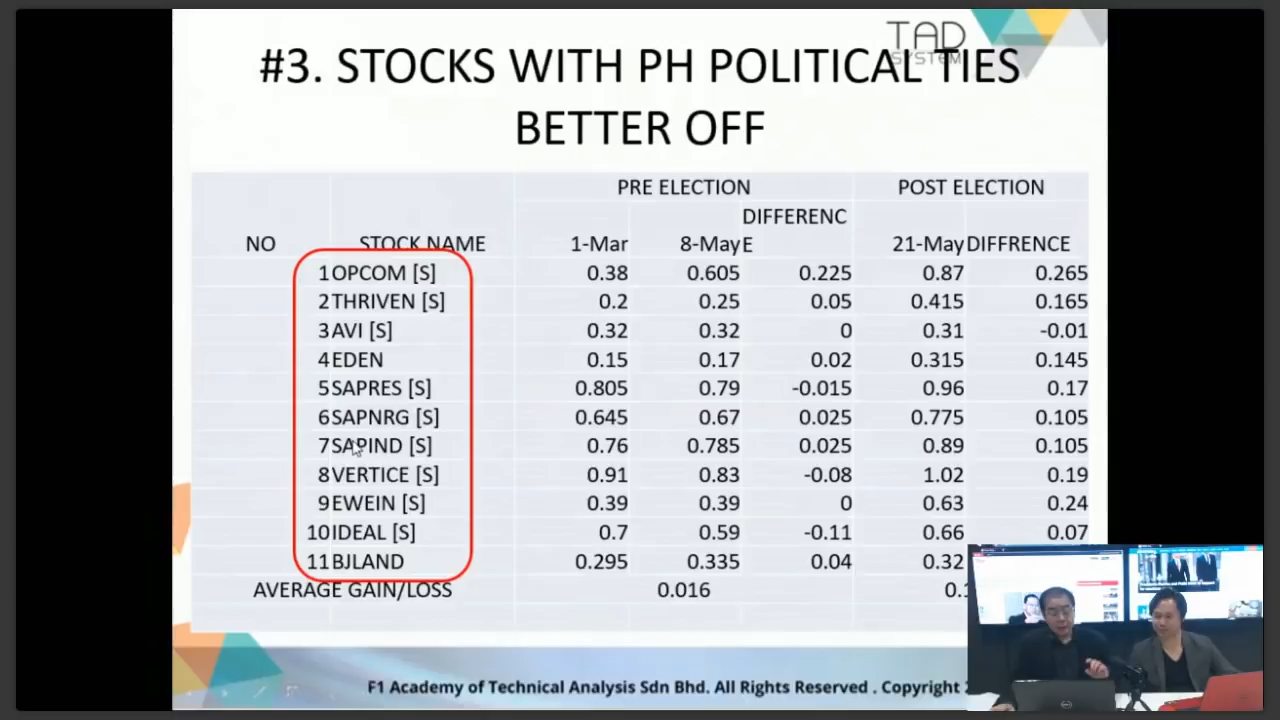 TAD
SYSTEM
#3. STOCKS WITH PH POLITICAL TIES
BETTER OFF
PRE ELECTION POST ELECTION
DIFFERENC
NO STOCK NAME 1-Mar 8-May E 21-May DIFFRENCE
1 OPCOM [S] 0.38 0.605 0.225 0.87 0.265
2 THRIVEN [S] 0.2 0.25 0.05 0.415 0.165
3 AVI [S] 0.32 0.32 0 0.31 -0.01
4 EDEN 0.15 0.17 0.02 0.315 0.145
5 SAPRES [S] 0.805 0.79 -0.015 0.96 0.17
6 SAPNRG [S] 0.645 0.67 0.025 0.775 0.105
7 SAPIND [S] 0.76 0.785 0.025 0.89 0.105
8 VERTICE [S] 0.91 0.83 -0.08 1.02 0.19
9 EWEIN [S] 0.39 0.39 0 0.63 0.24
10 IDEAL [S] 0.7 0.59 -0.11 0.66 0.07
11 BJLAND 0.295 0.335 0.04 0.32
AVERAGE GAIN/LOSS 0.016
F1 Academy of Technical Analysis Sdn Bhd. All Rights Reserved . Copyright